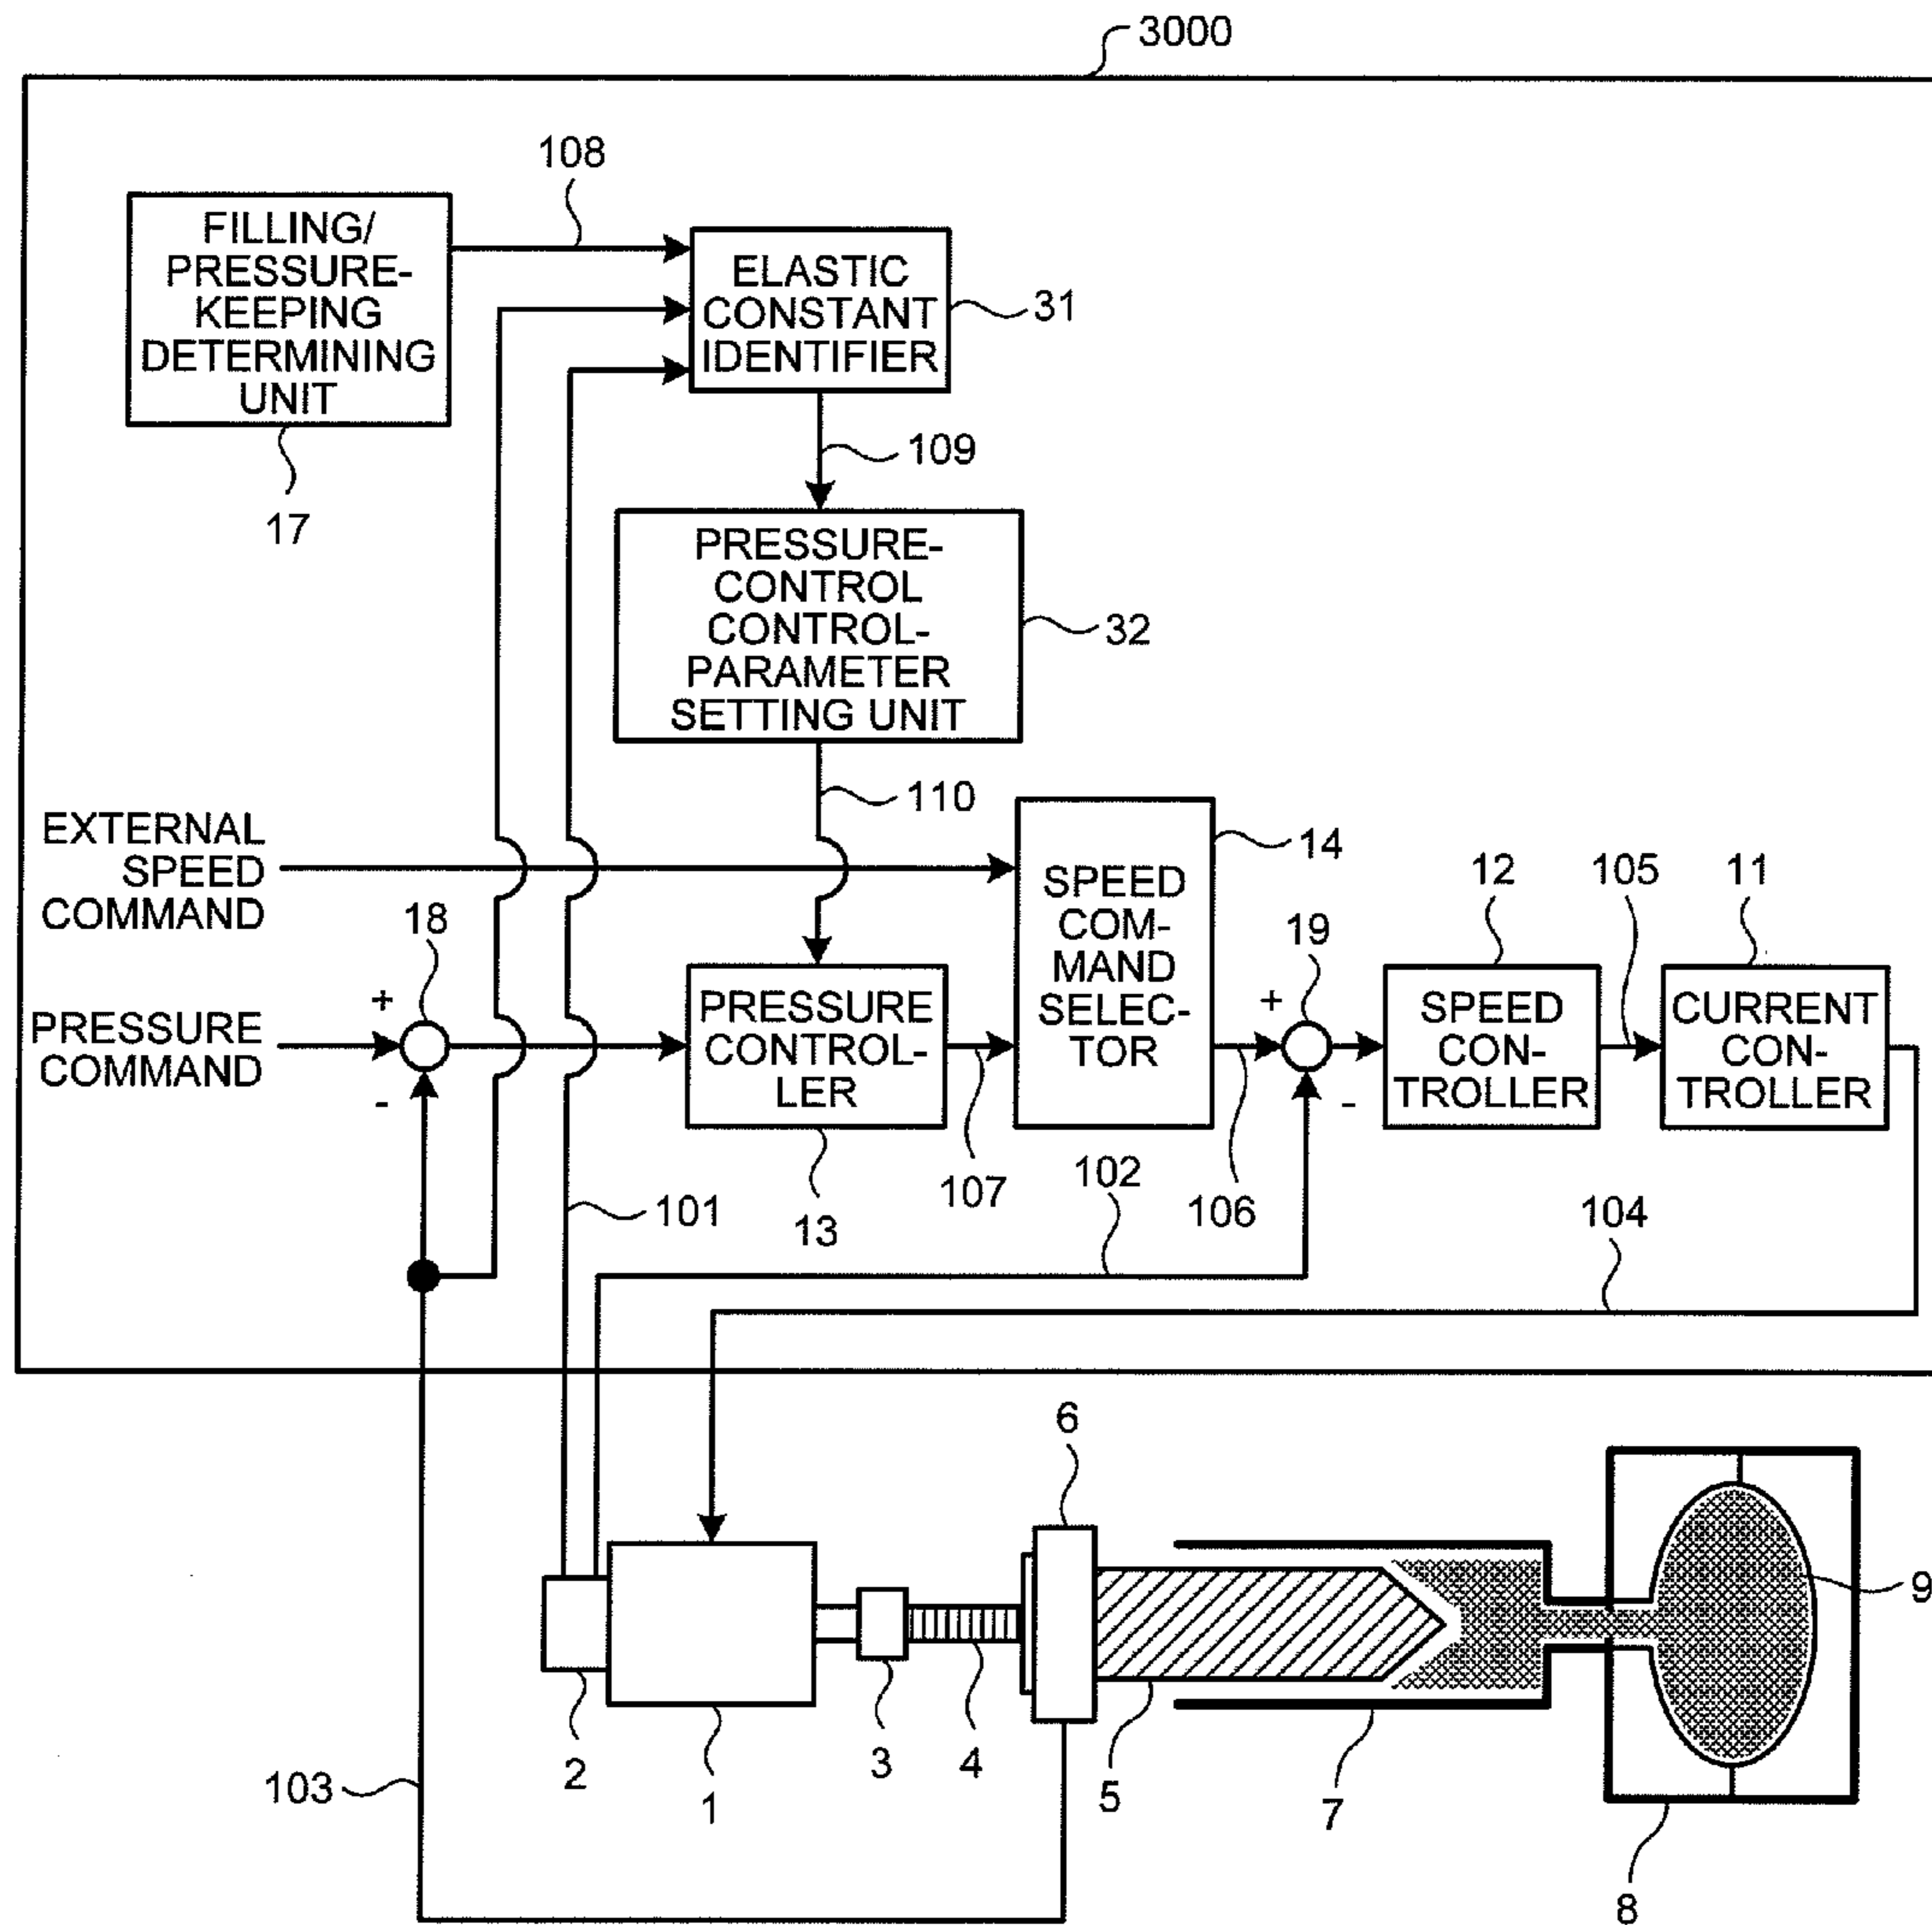 3000
108
FILLING/
PRESSURE-
KEEPING
DETERMINING
UNIT
17
ELASTIC
CONSTANT
IDENTIFIER
31
109
PRESSURE-
CONTROL
CONTROL-
PARAMETER
SETTING UNIT
32
110
EXTERNAL
SPEED
COMMAND
18
+
-
PRESSURE
COMMAND
PRESSURE
CONTROL-
LER
13
107
SPEED
COM-
MAND
SELEC-
TOR
14
106
19
+
-
12
SPEED
CON-
TROLLER
105
11
CURRENT
CON-
TROLLER
101
102
104
6
9
2
1
3
4
5
7
8
103